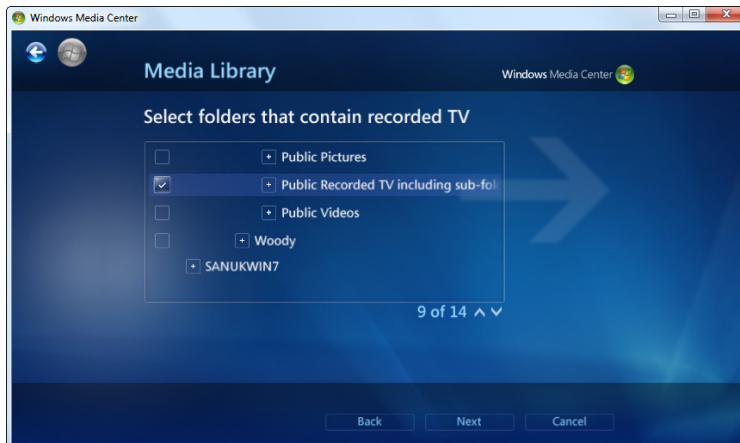 Windows Media Center
Media Library
Windows Media Center
Select folders that contain recorded TV
+ Public Pictures
+ Public Recorded TV including sub-fol
+ Public Videos
+ Woody
+ SANUKWIN7
9 of 14
Back Next Cancel